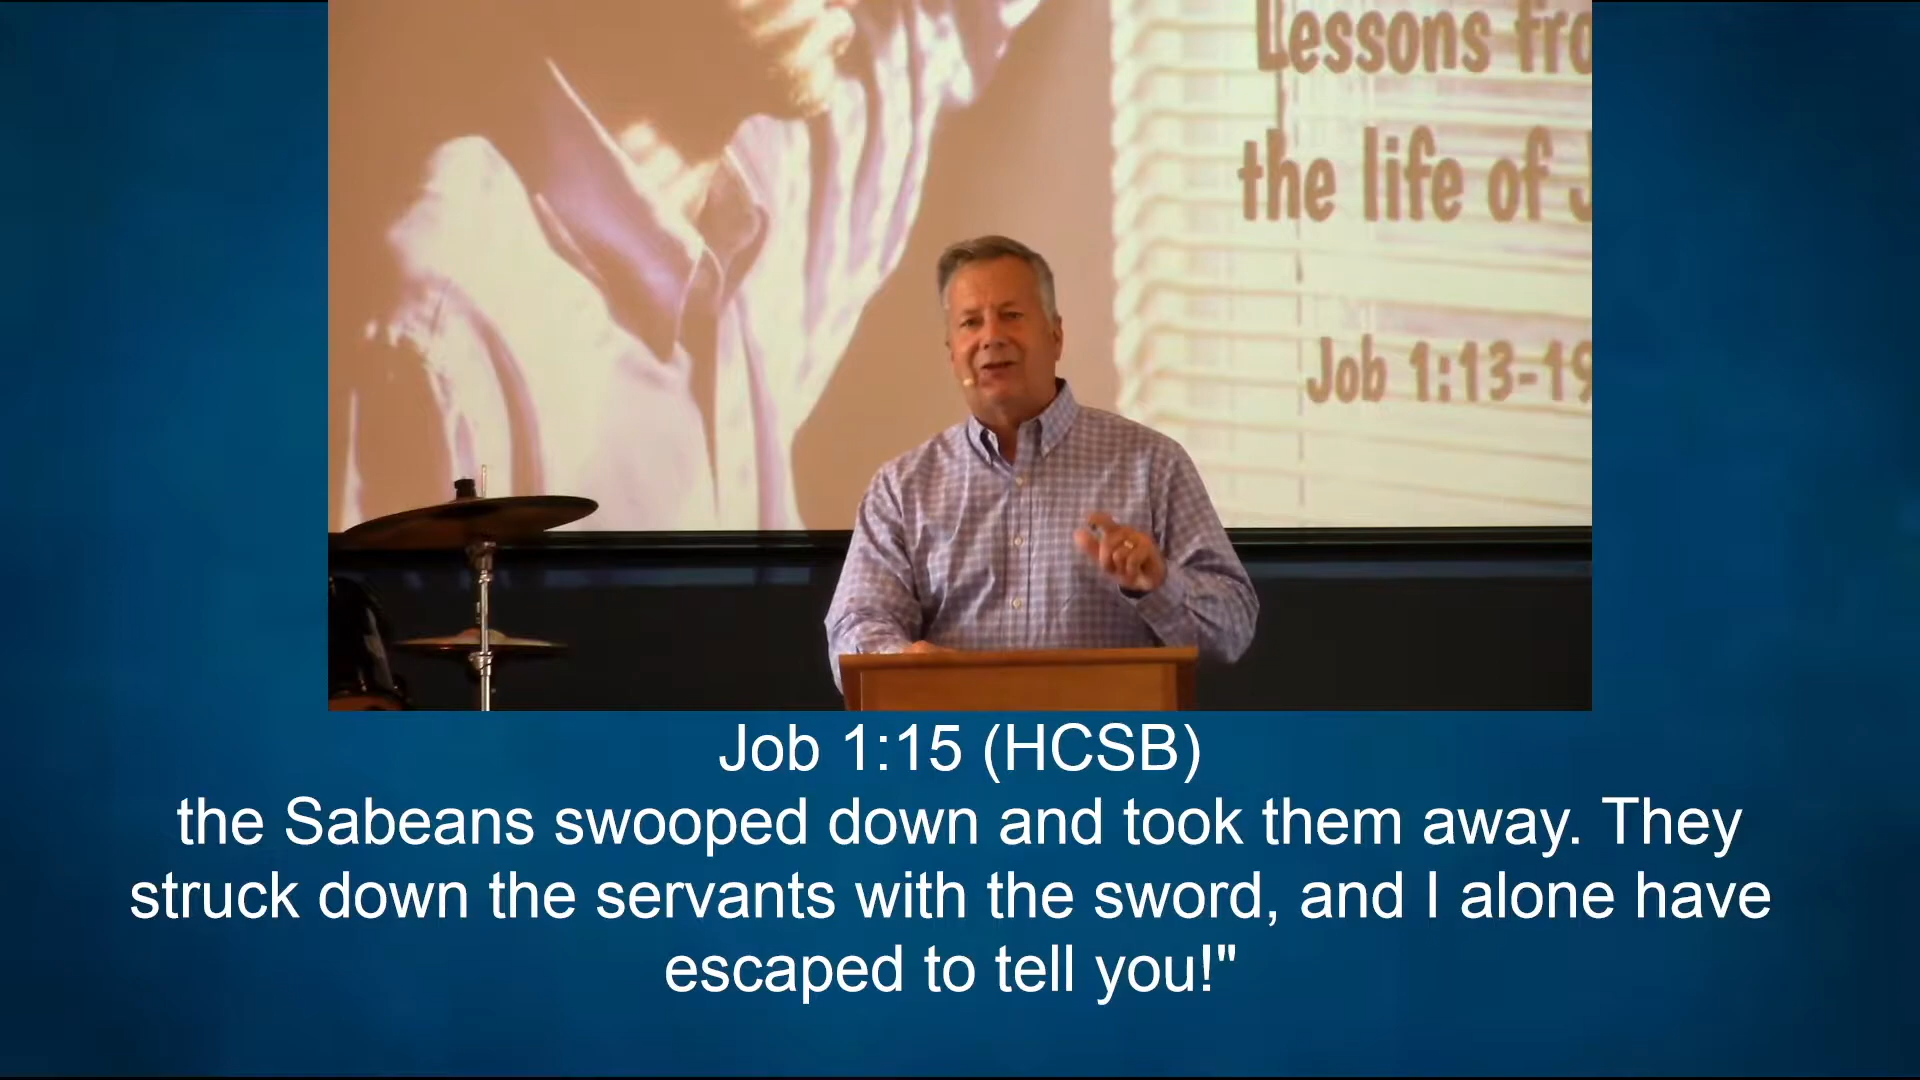 Lessons fro
the life of J
Job 1:13-19
Job 1:15 (HCSB)
the Sabeans swooped down and took them away. They
struck down the servants with the sword, and I alone have
escaped to tell you!"